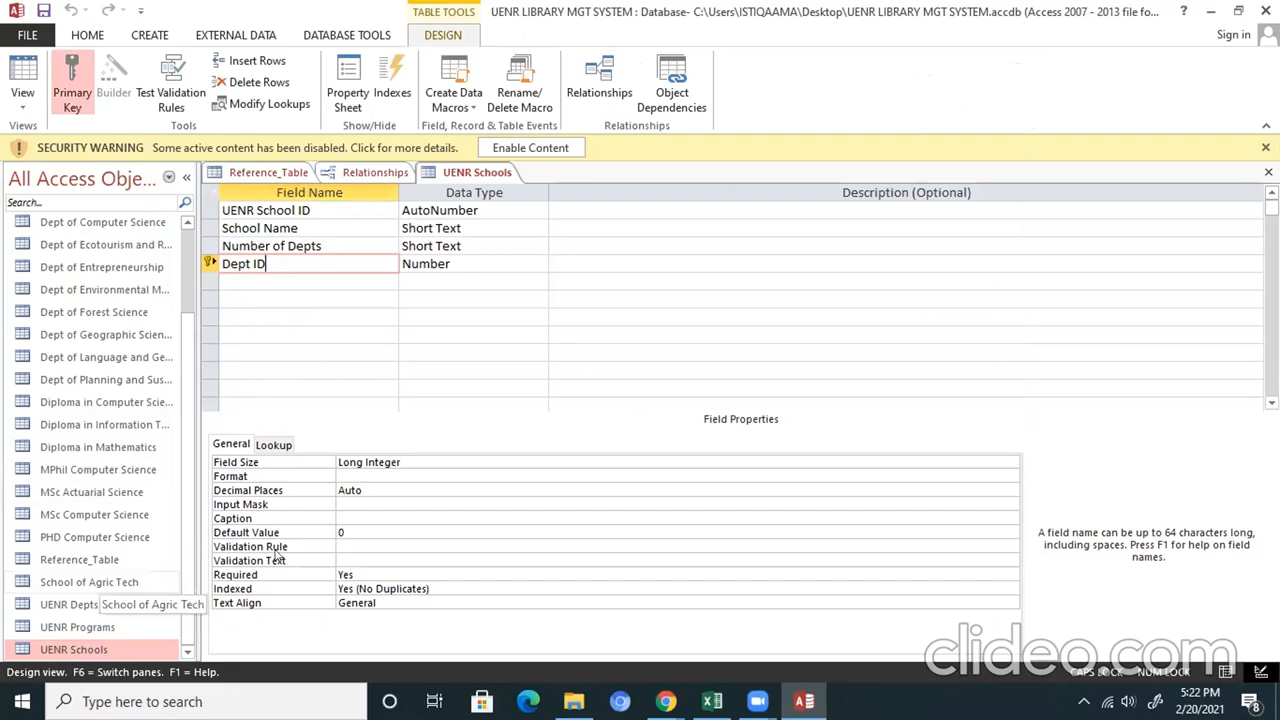 TABLE TOOLS
UENR LIBRARY MGT SYSTEM : Database- C:\Users\ISTIQAAMA\Desktop\UENR LIBRARY MGT SYSTEM.accdb (Access 2007 - 2013 file fo...
FILE HOME CREATE EXTERNAL DATA DATABASE TOOLS DESIGN Sign in
View
Primary Key
Builder
Test Validation Rules
Insert Rows
Delete Rows
Modify Lookups
Property Sheet
Indexes
Create Data Macros
Rename/ Delete Macro
Relationships
Object Dependencies
Views Tools Show/Hide Field, Record & Table Events Relationships
SECURITY WARNING Some active content has been disabled. Click for more details. Enable Content
All Access Obje...
Search...
Dept of Computer Science
Dept of Ecotourism and R...
Dept of Entrepreneurship
Dept of Environmental M...
Dept of Forest Science
Dept of Geographic Scien...
Dept of Language and Ge...
Dept of Planning and Sus...
Diploma in Computer Scie...
Diploma in Information T...
Diploma in Mathematics
MPhil Computer Science
MSc Actuarial Science
MSc Computer Science
PHD Computer Science
Reference_Table
School of Agric Tech
UENR Depts
School of Agric Tech
UENR Programs
UENR Schools
Reference_Table Relationships UENR Schools
Field Name Data Type Description (Optional)
UENR School ID AutoNumber
School Name Short Text
Number of Depts Short Text
Dept ID Number
Field Properties
General Lookup
Field Size Long Integer
Format
Decimal Places Auto
Input Mask
Caption
Default Value 0
Validation Rule
Validation Text
Required Yes
Indexed Yes (No Duplicates)
Text Align General
A field name can be up to 64 characters long, including spaces. Press F1 for help on field names.
clideo.com
Design view. F6 = Switch panes. F1 = Help.
CAPS LOCK NUM LOCK
Type here to search
5:22 PM
2/20/2021
8